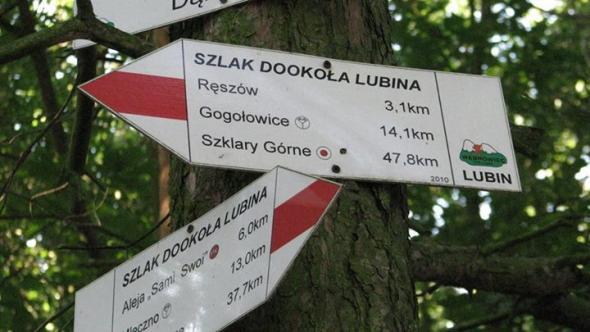 SZLAK DOOKOŁA LUBINA
Ręszów 3,1km
Gogołowice 14,1km
Szklary Górne 47,8km
2010
WĘDROWIEC
LUBIN
SZLAK DOOKOŁA LUBINA
Aleja „Sami Swoi" 6,0km
13,0km
37,7km